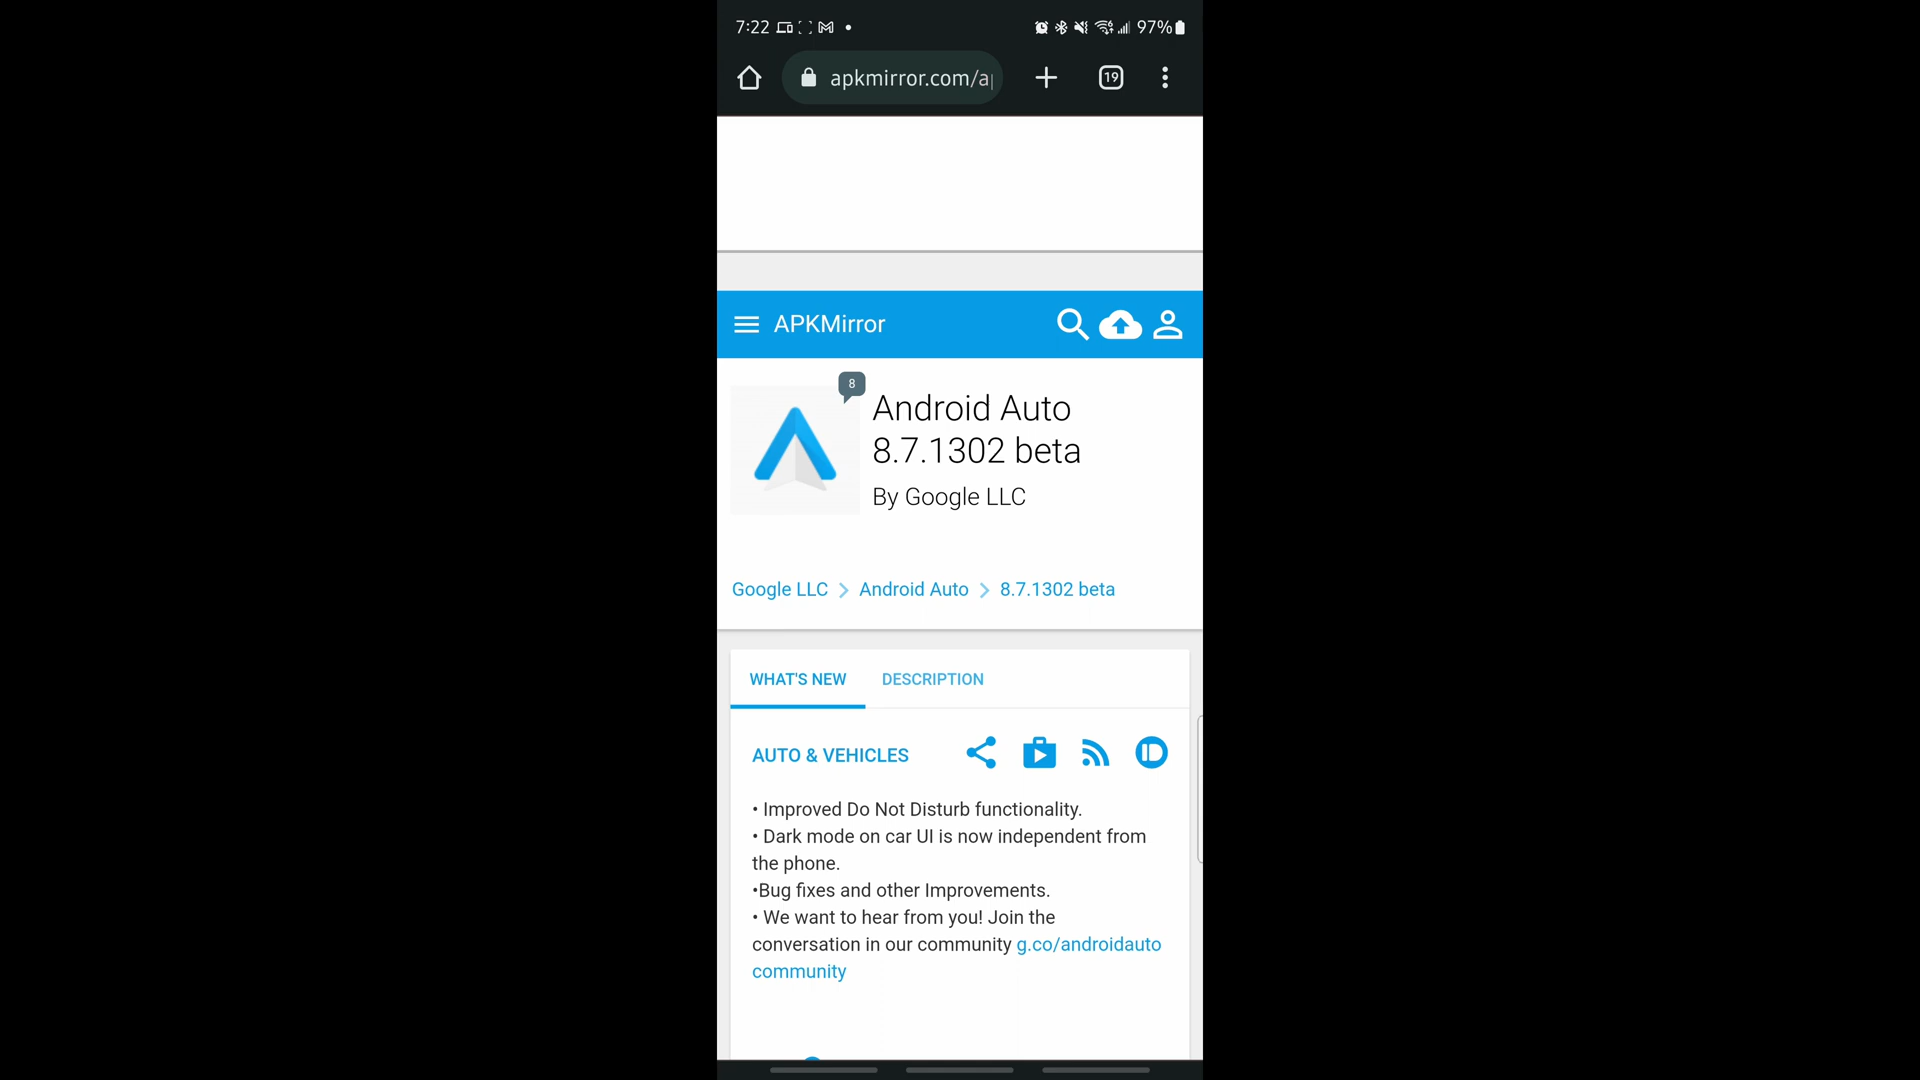 7:22
97%
apkmirror.com/a
19
APKMirror
8
Android Auto
8.7.1302 beta
By Google LLC
Google LLC
Android Auto
8.7.1302 beta
WHAT'S NEW
DESCRIPTION
AUTO & VEHICLES
• Improved Do Not Disturb functionality.
• Dark mode on car UI is now independent from
the phone.
•Bug fixes and other Improvements.
• We want to hear from you! Join the
conversation in our community g.co/androidauto
community